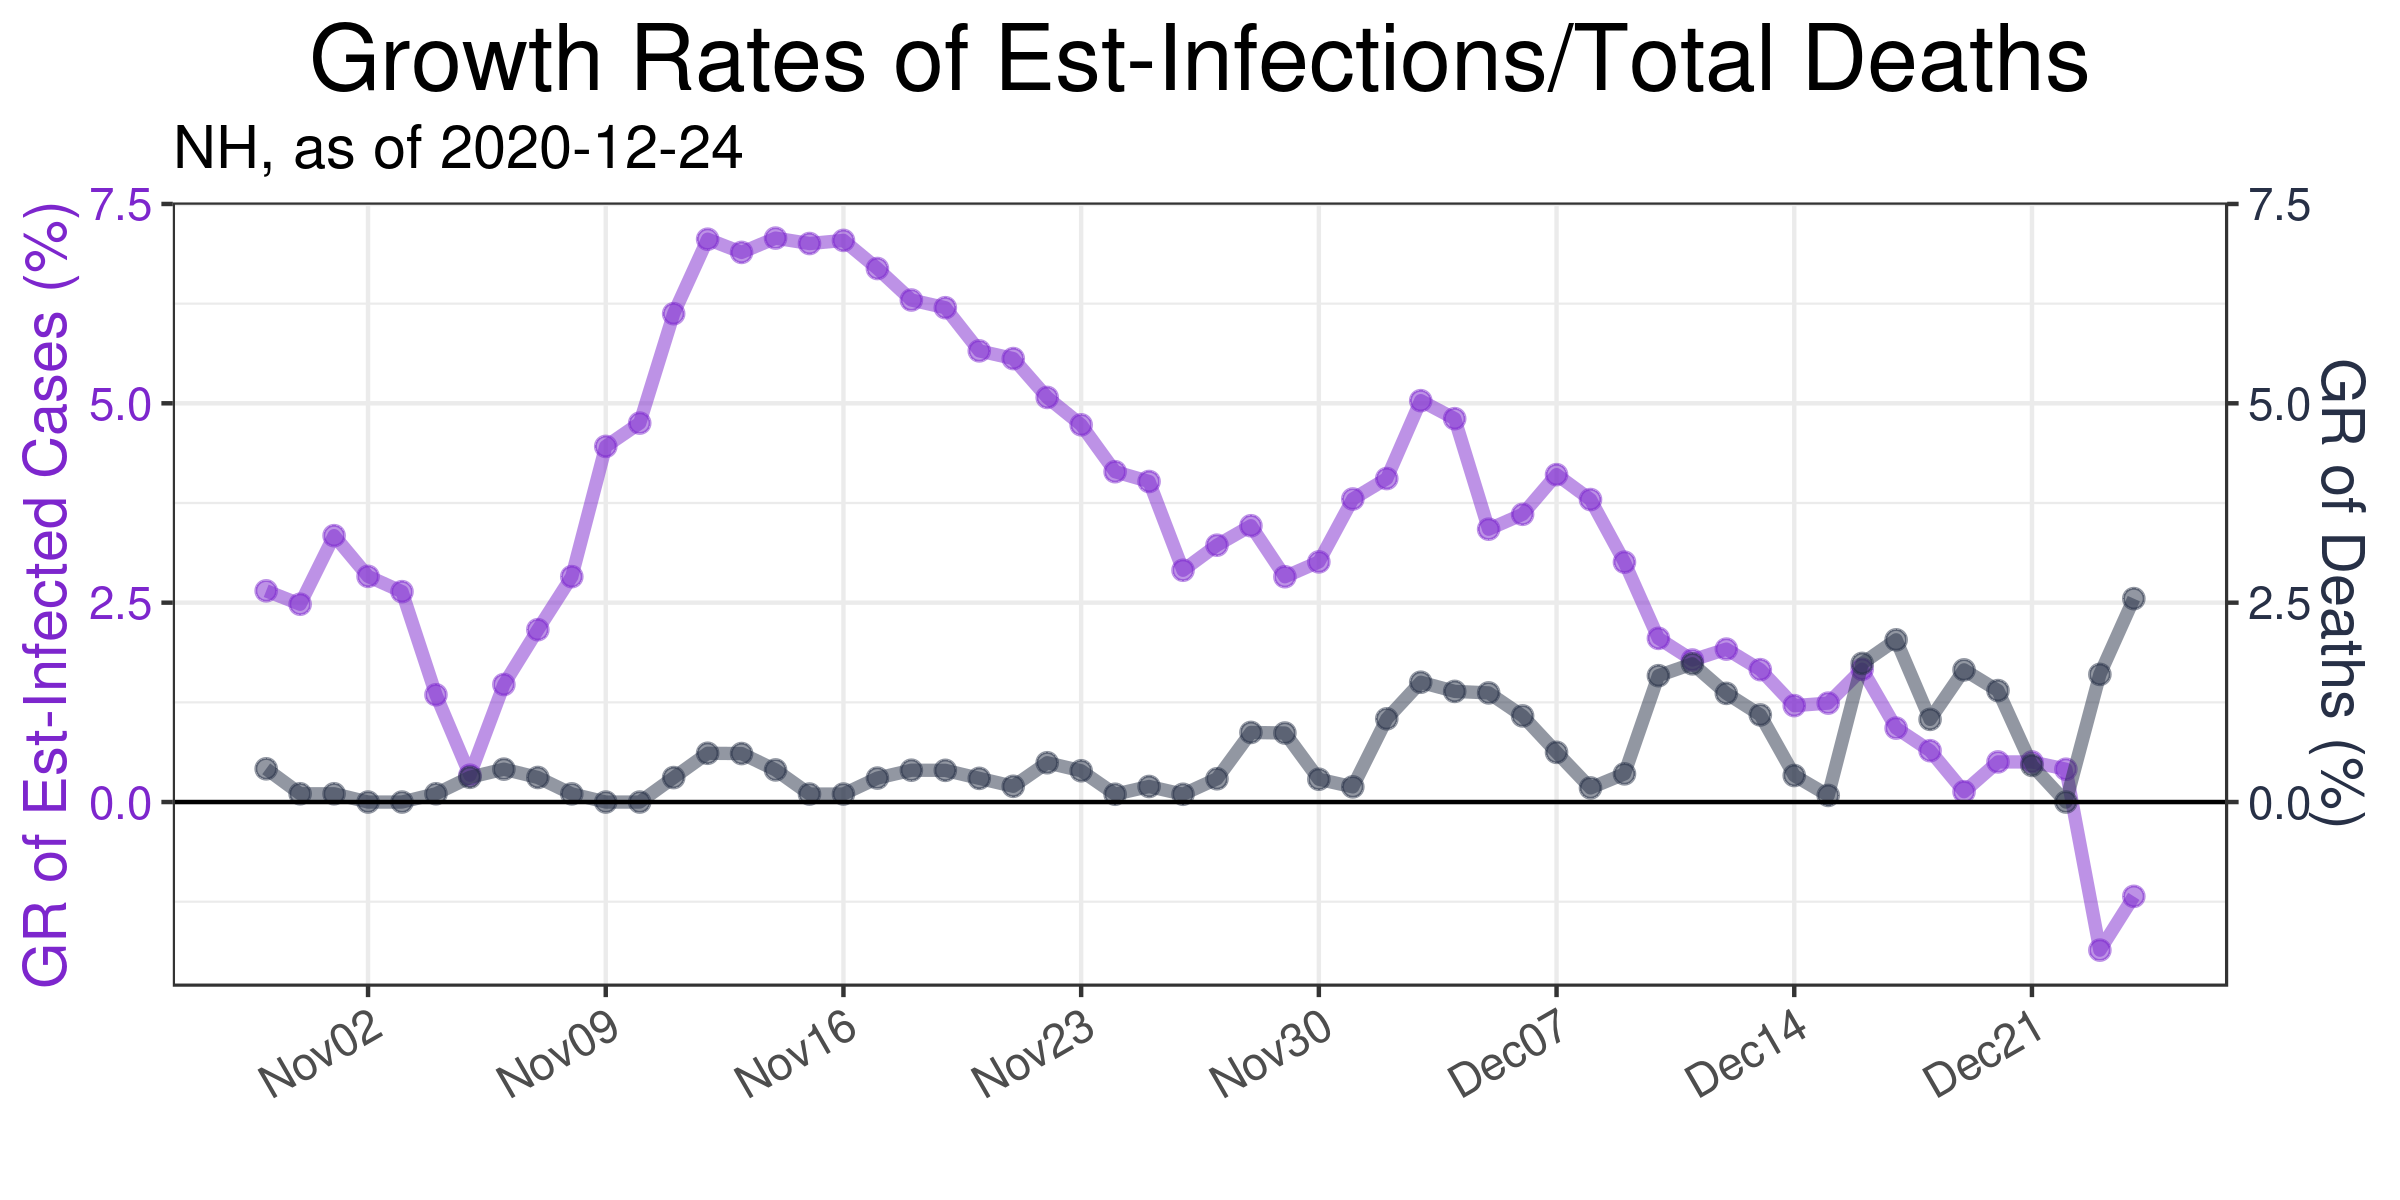 Growth Rates of Est-Infections/Total Deaths
NH, as of 2020-12-24
GR of Est-Infected Cases (%)
7.5
5.0
2.5
0.0
7.5
5.0
2.5
0.0
GR of Deaths (%)
Nov02
Nov09
Nov16
Nov23
Nov30
Dec07
Dec14
Dec21